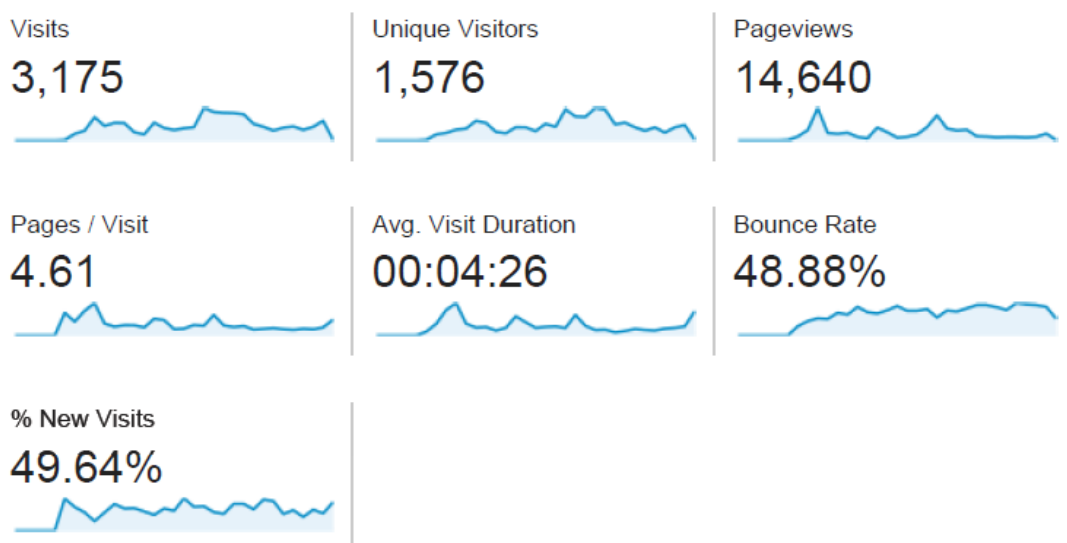 Visits
3,175
Unique Visitors
1,576
Pageviews
14,640
Pages / Visit
4.61
Avg. Visit Duration
00:04:26
Bounce Rate
48.88%
% New Visits
49.64%